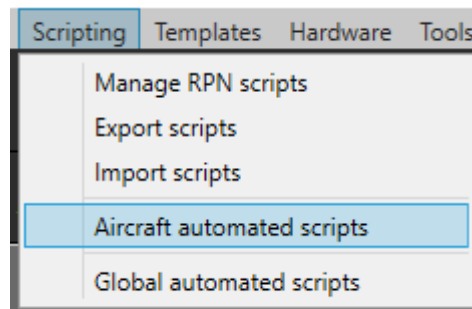 Scripting Templates Hardware Tools
Manage RPN scripts
Export scripts
Import scripts
Aircraft automated scripts
Global automated scripts